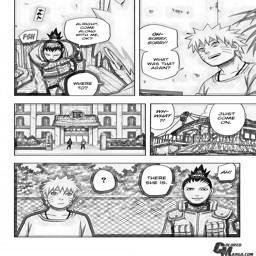 ALRIGHT,
COME
ALONG
WITH ME,
OK?
WHERE
TO?
OH-
SORRY,
SORRY!
WHAT
WAS THAT
AGAIN?
WH-
WHAT
??
JUST
COME
ON.
?
THERE
SHE IS.
AH!
COLORED
MANGA.COM